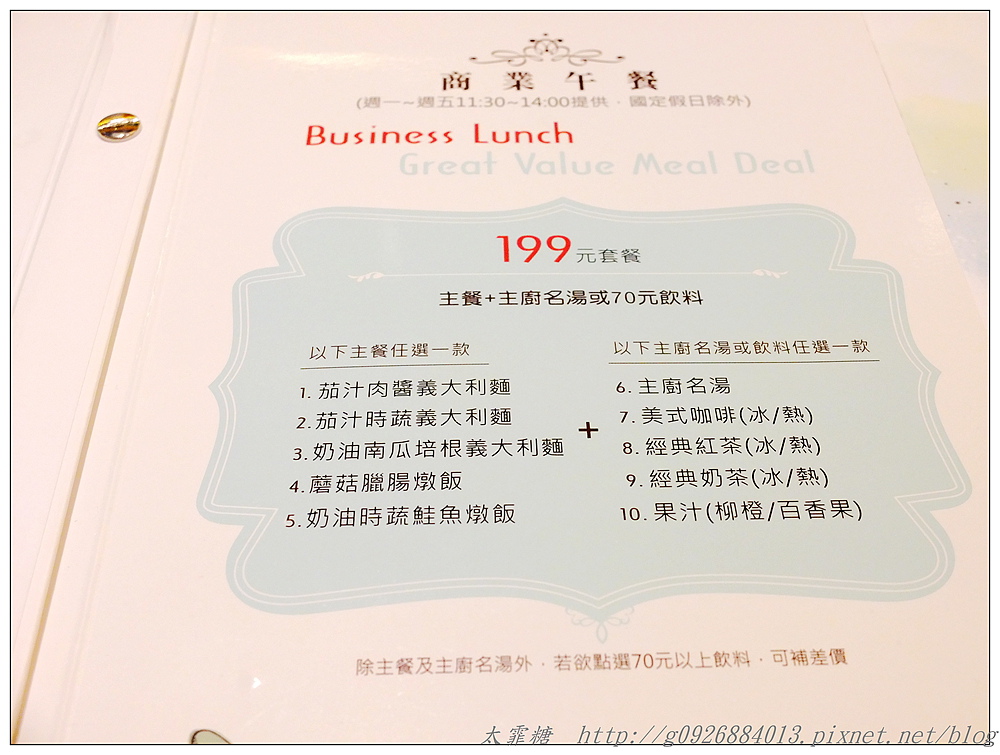 商業午餐
(週一~週五11:30~14:00提供．國定假日除外)
Business Lunch
Great Value Meal Deal
199元套餐
主餐+主廚名湯或70元飲料
以下主餐任選一款
1. 茄汁肉醬義大利麵
2. 茄汁時蔬義大利麵
3. 奶油南瓜培根義大利麵
4. 蘑菇臘腸燉飯
5. 奶油時蔬鮭魚燉飯
+
以下主廚名湯或飲料任選一款
6. 主廚名湯
7. 美式咖啡(冰/熱)
8. 經典紅茶(冰/熱)
9. 經典奶茶(冰/熱)
10. 果汁(柳橙/百香果)
除主餐及主廚名湯外．若欲點選70元以上飲料．可補差價
太霏糖 http://g0926884013.pixnet.net/blog